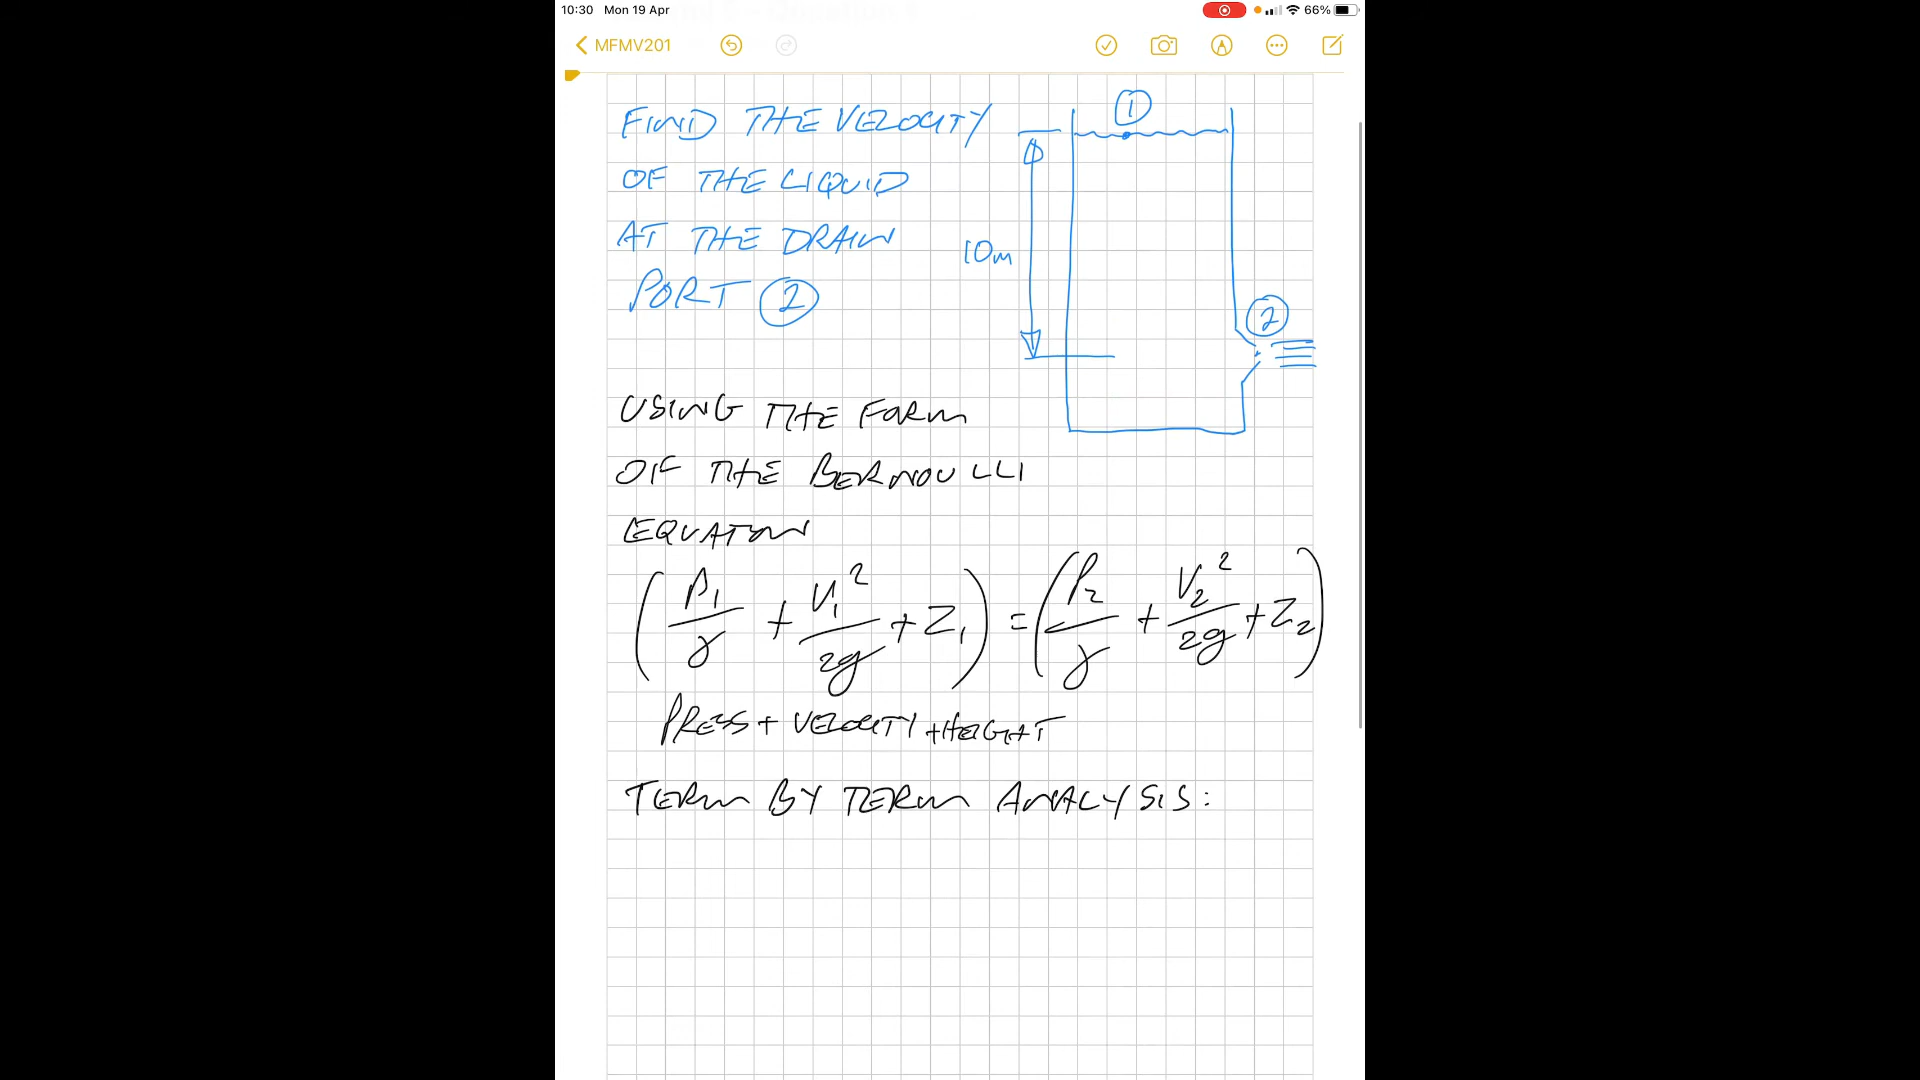 10:30 Mon 19 Apr 66%
MFMV201
FIND THE VELOCITY
OF THE LIQUID
AT THE DRAIN
PORT 2
1
10m
2
USING THE FORM
OF THE BERNOULLI
EQUATION
(P₁/γ + V₁²/2g + Z₁) = (P₂/γ + V₂²/2g + Z₂)
PRESS + VELOCITY + HEIGHT
TERM BY TERM ANALYSIS: